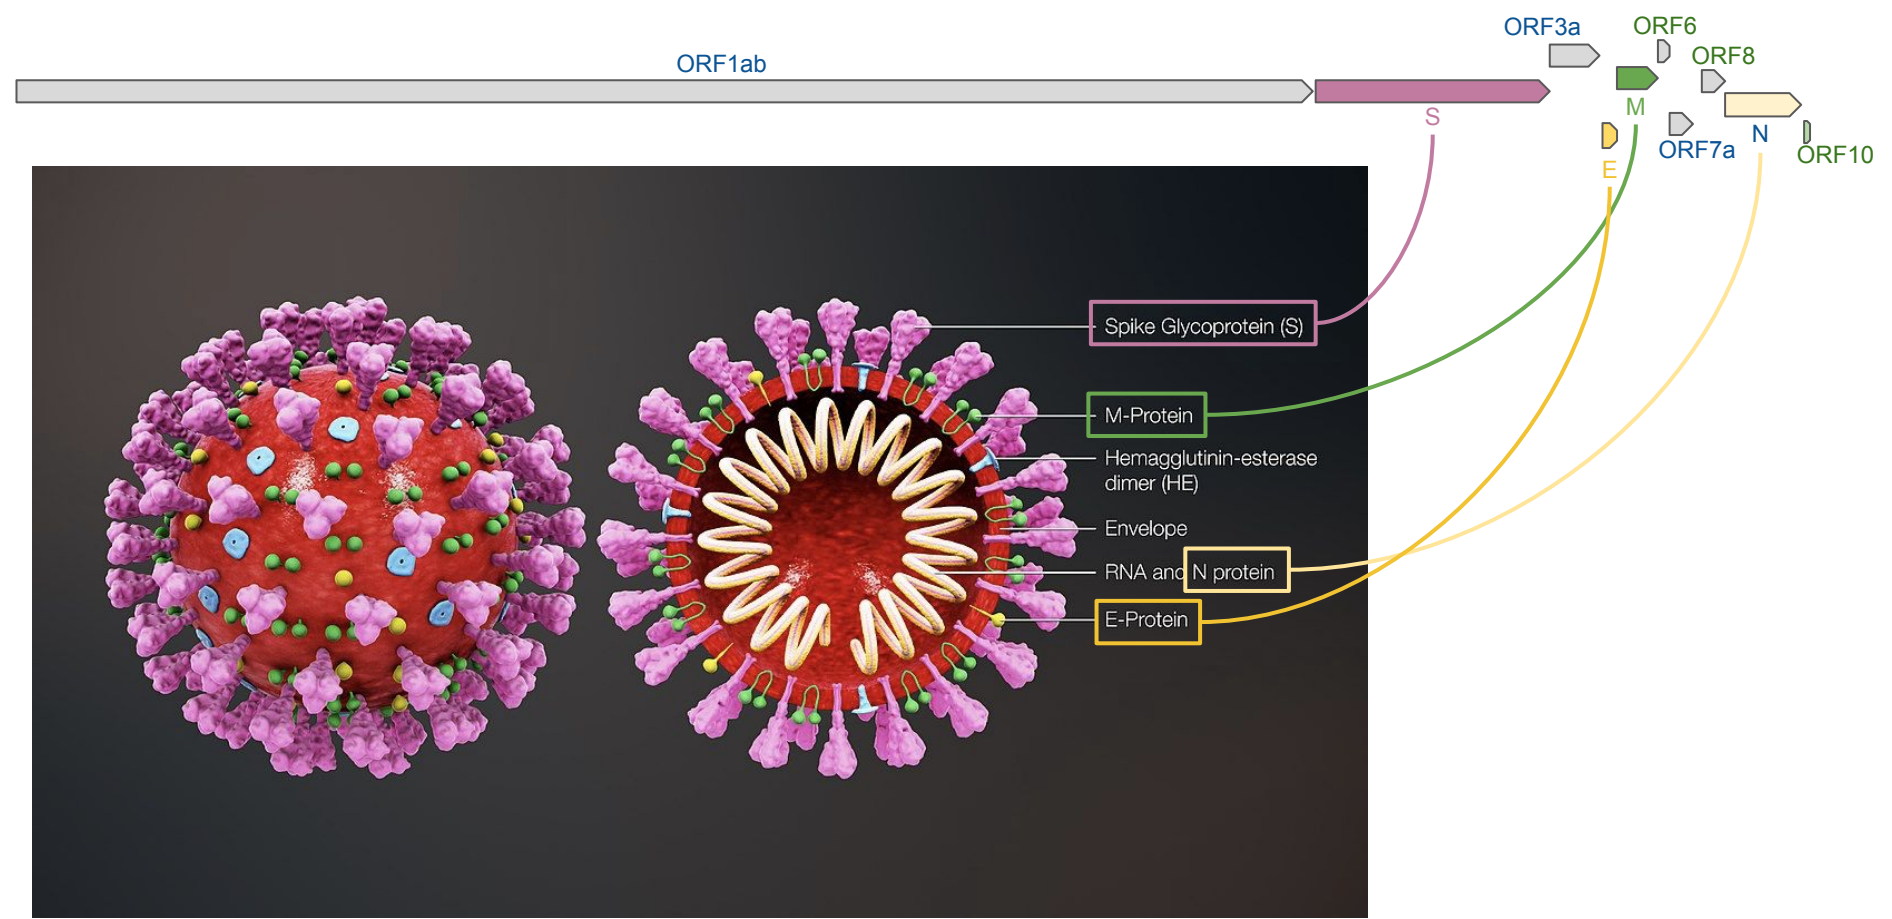 ORF1ab
S
ORF3a
E
M
ORF6
ORF7a
ORF8
N
ORF10
Spike Glycoprotein (S)
M-Protein
Hemagglutinin-esterase
dimer (HE)
Envelope
RNA and N protein
E-Protein